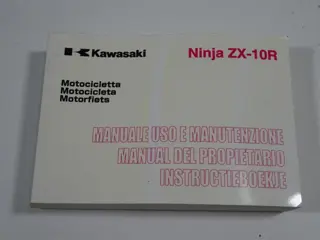 Kawasaki
Ninja ZX-10R
Motocicletta
Motocicleta
Motorfiets
MANUALE USO E MANUTENZIONE
MANUAL DEL PROPIETARIO
INSTRUCTIEBOEKJE